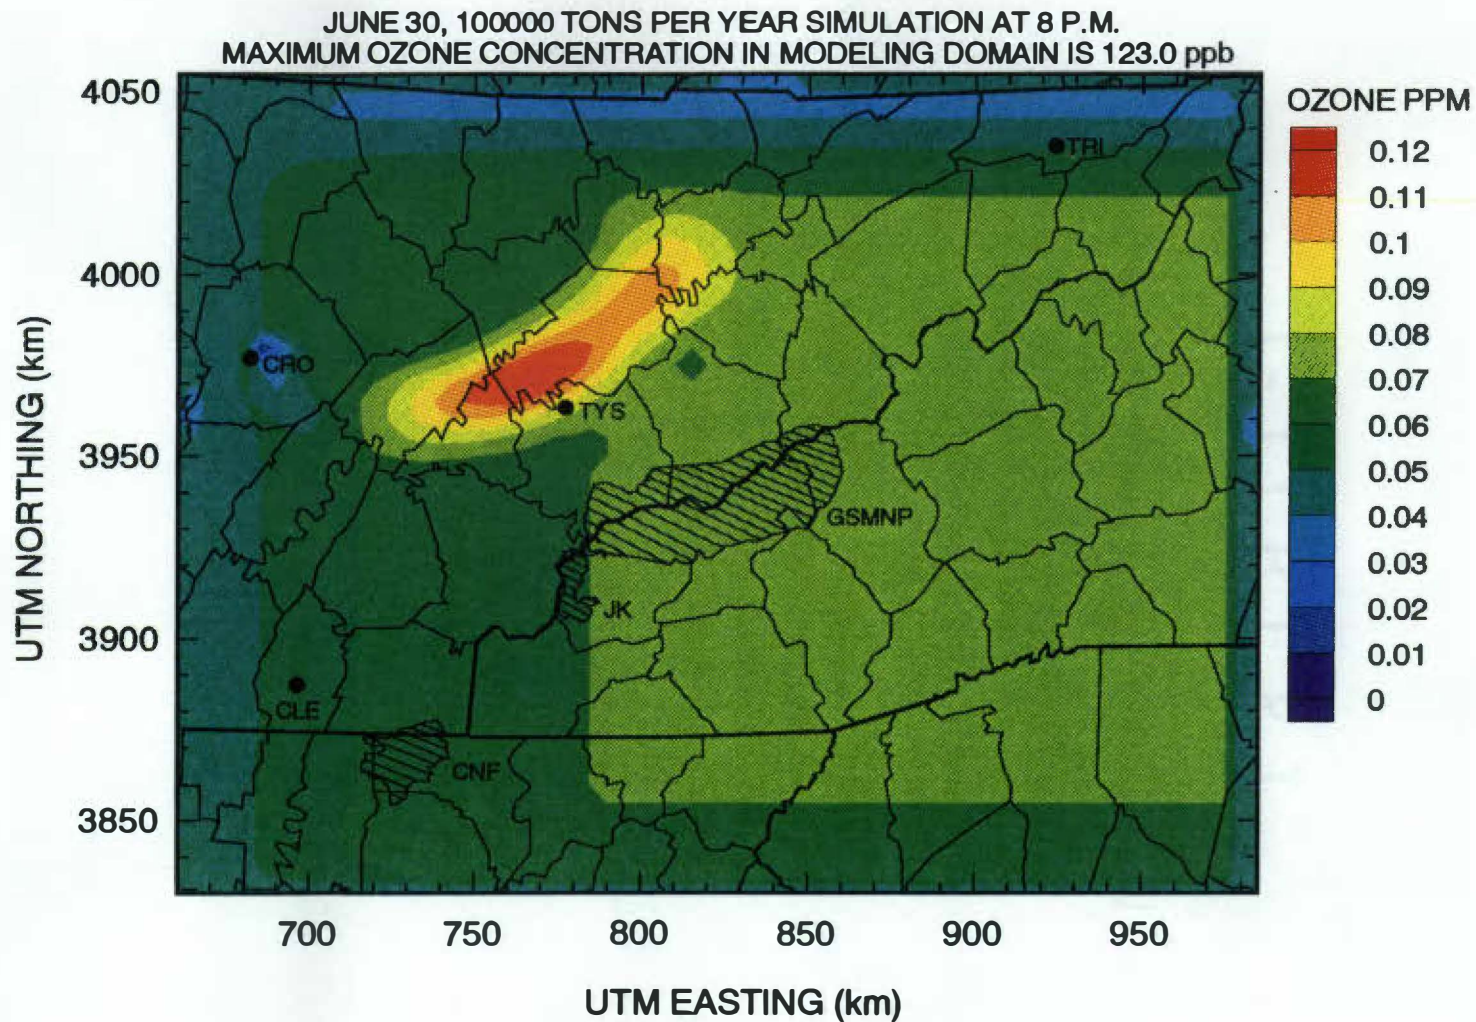 JUNE 30, 100000 TONS PER YEAR SIMULATION AT 8 P.M.
MAXIMUM OZONE CONCENTRATION IN MODELING DOMAIN IS 123.0 ppb
OZONE PPM
0.12
0.11
0.1
0.09
0.08
0.07
0.06
0.05
0.04
0.03
0.02
0.01
0
UTM NORTHING (km)
4050
4000
3950
3900
3850
TRI
CRO
TYS
GSMNP
JK
CLE
CNF
700
750
800
850
900
950
UTM EASTING (km)